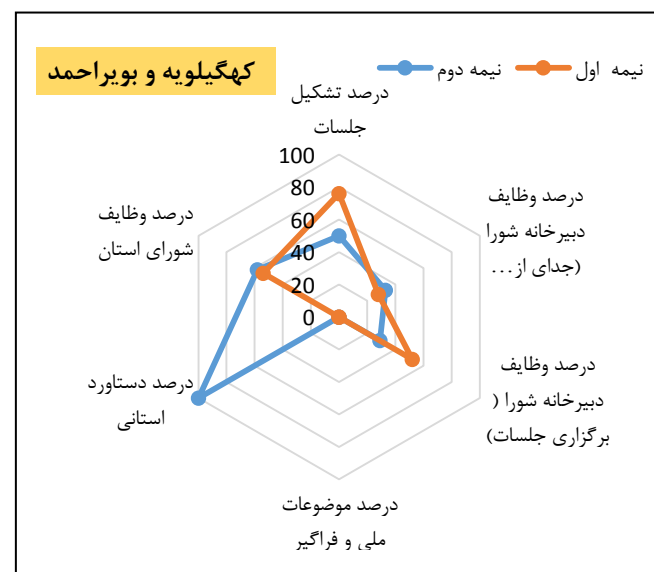 کهگیلویه و بویراحمد
نیمه اول
نیمه دوم
درصد تشکیل
جلسات
درصد وظایف
دبیرخانه شورا
(جدای از...
درصد وظایف
دبیرخانه شورا (
برگزاری جلسات)
درصد موضوعات
ملی و فراگیر
درصد دستاورد
استانی
درصد وظایف
شورای استان
100
80
60
40
20
0